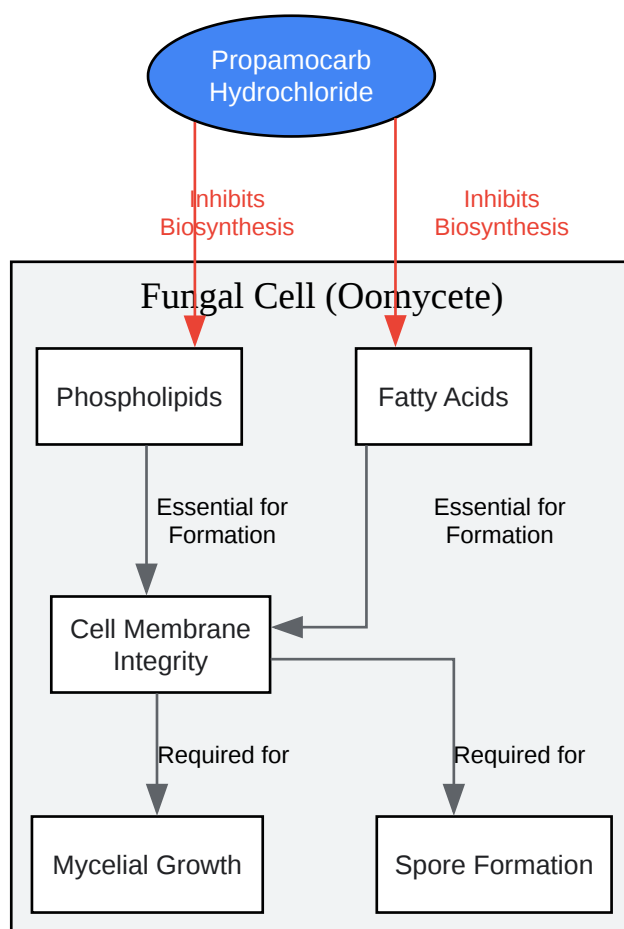 Propamocarb
Hydrochloride
Inhibits
Biosynthesis
Inhibits
Biosynthesis
Fungal Cell (Oomycete)
Phospholipids
Fatty Acids
Essential for
Formation
Essential for
Formation
Cell Membrane
Integrity
Required for
Required for
Mycelial Growth
Spore Formation